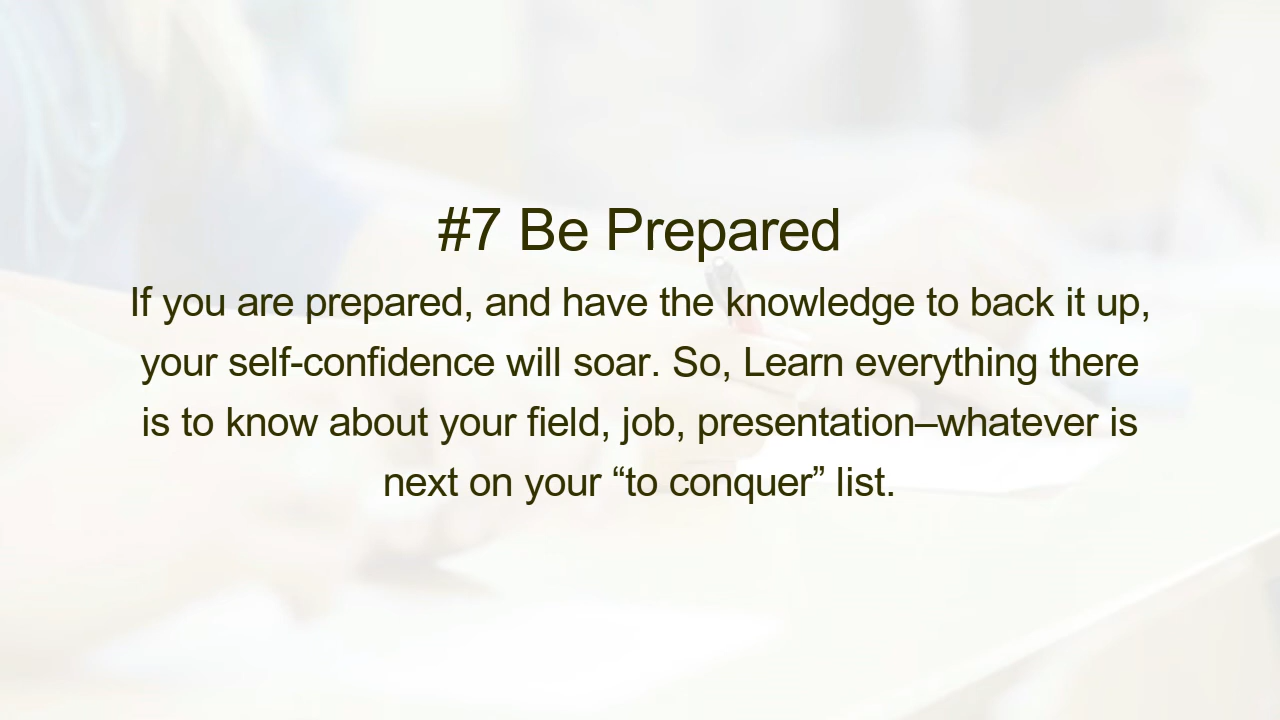 #7 Be Prepared
If you are prepared, and have the knowledge to back it up,
your self-confidence will soar. So, Learn everything there
is to know about your field, job, presentation–whatever is
next on your “to conquer” list.